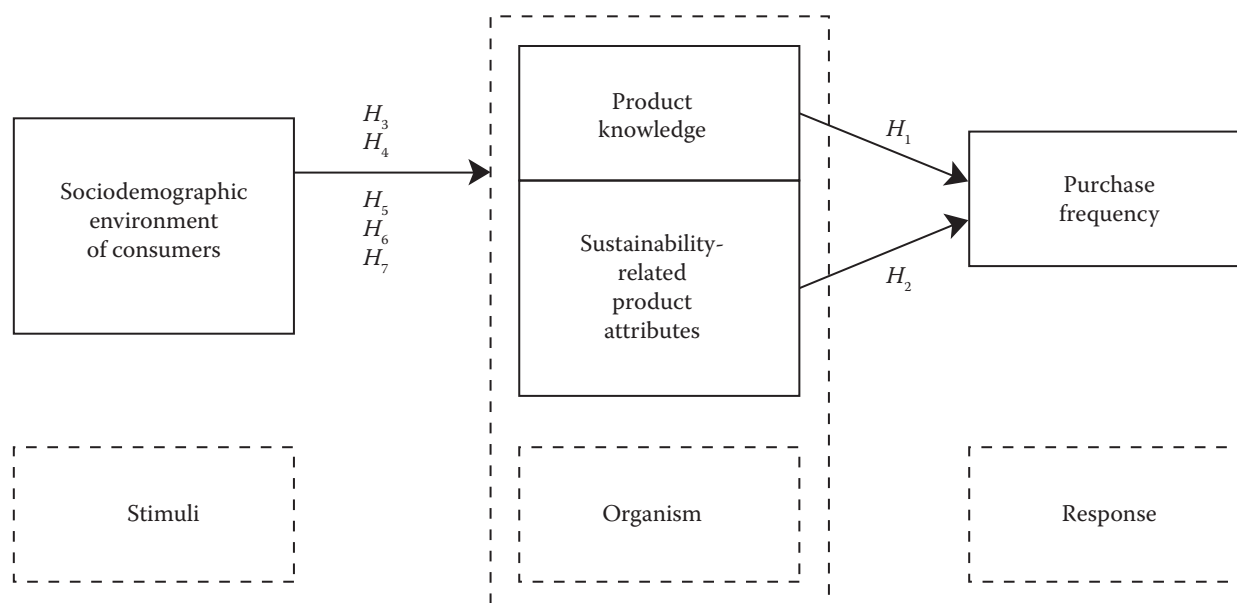 Sociodemographic
environment
of consumers
H₃
H₄
H₅
H₆
H₇
Product
knowledge
Sustainability-
related
product
attributes
H₁
H₂
Purchase
frequency
Stimuli
Organism
Response